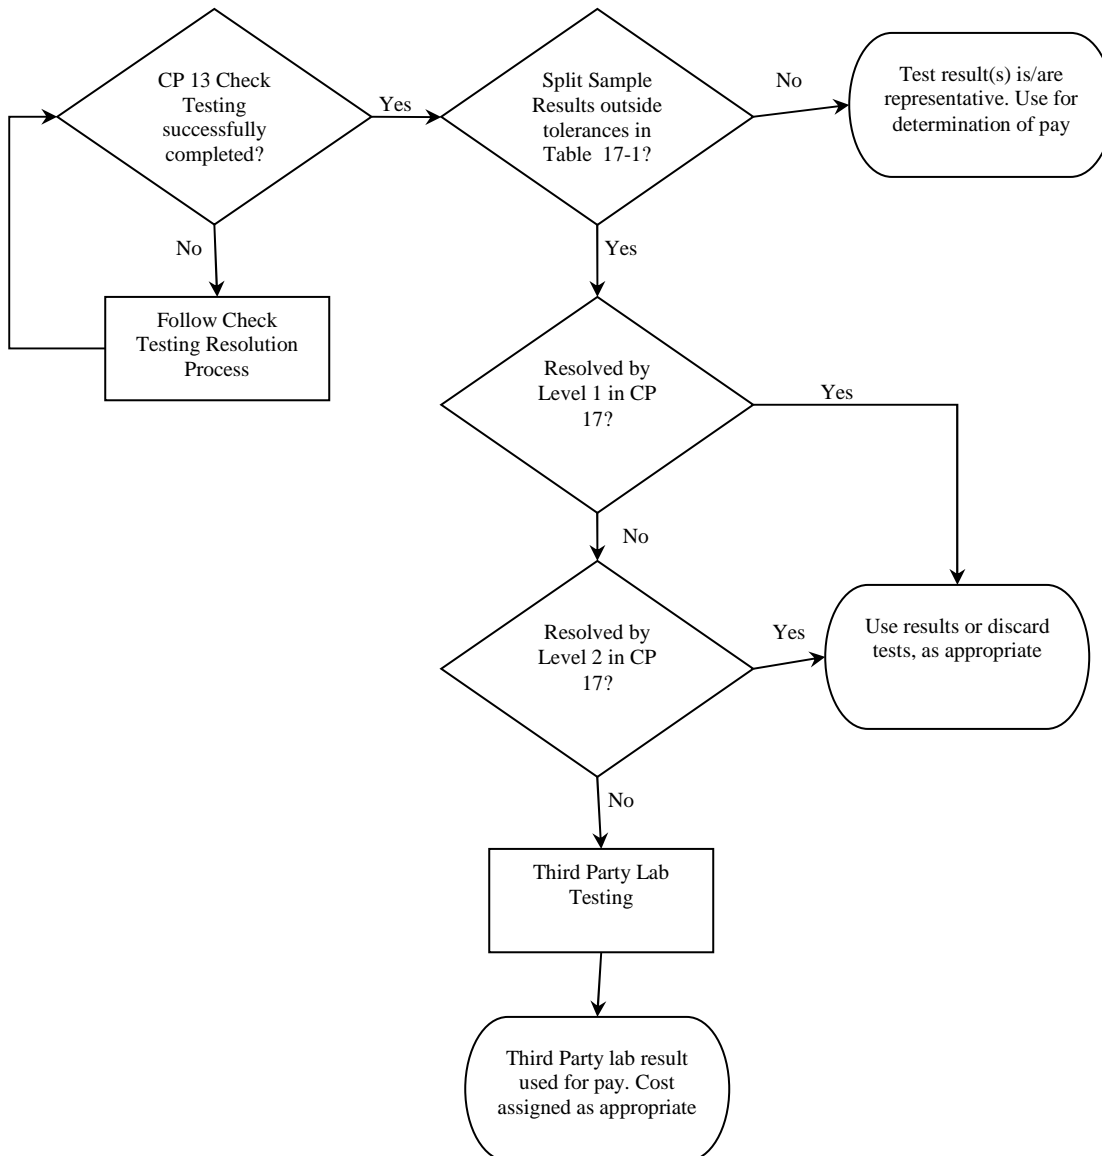 CP 13 Check
Testing
successfully
completed?
Yes
Split Sample
Results outside
tolerances in
Table  17-1?
No
Test result(s) is/are
representative. Use for
determination of pay
No
Yes
Follow Check
Testing Resolution
Process
Resolved by
Level 1 in CP
17?
Yes
No
Resolved by
Level 2 in CP
17?
Yes
Use results or discard
tests, as appropriate
No
Third Party Lab
Testing
Third Party lab result
used for pay. Cost
assigned as appropriate